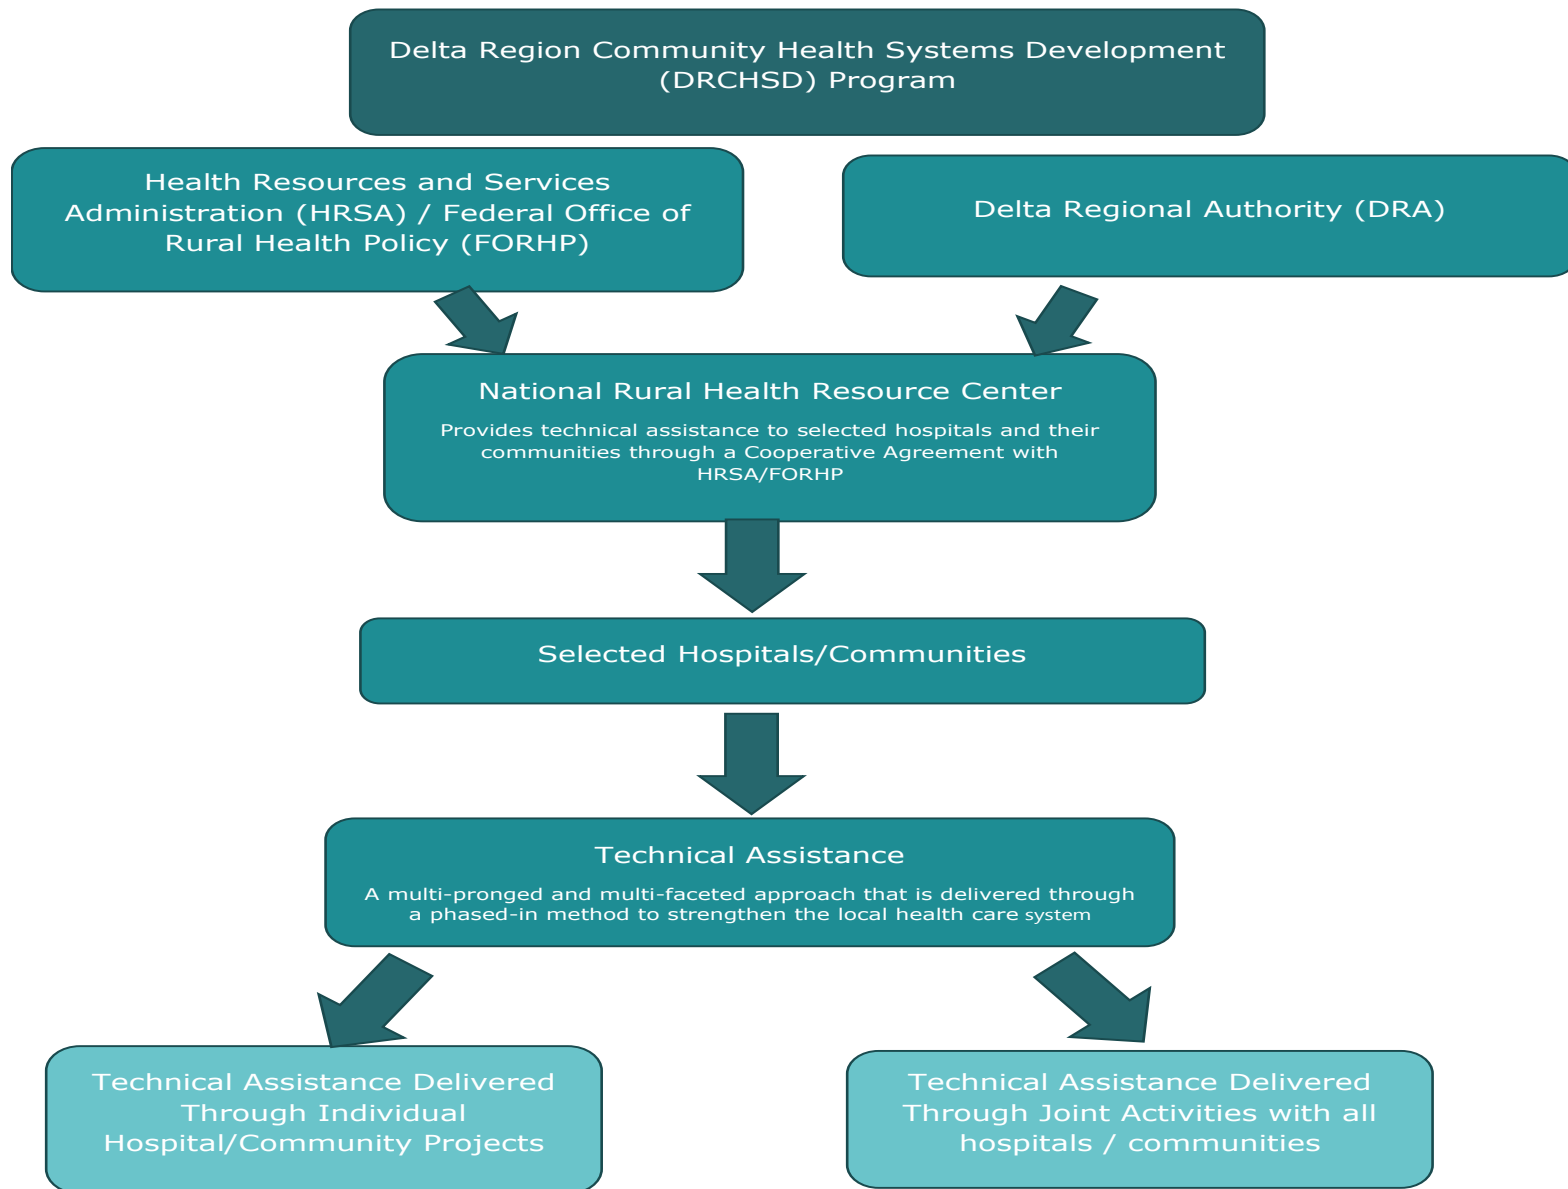 Delta Region Community Health Systems Development
(DRCHSD) Program
Health Resources and Services
Administration (HRSA) / Federal Office of
Rural Health Policy (FORHP)
Delta Regional Authority (DRA)
National Rural Health Resource Center
Provides technical assistance to selected hospitals and their
communities through a Cooperative Agreement with
HRSA/FORHP
Selected Hospitals/Communities
Technical Assistance
A multi-pronged and multi-faceted approach that is delivered through
a phased-in method to strengthen the local health care system
Technical Assistance Delivered
Through Individual
Hospital/Community Projects
Technical Assistance Delivered
Through Joint Activities with all
hospitals / communities